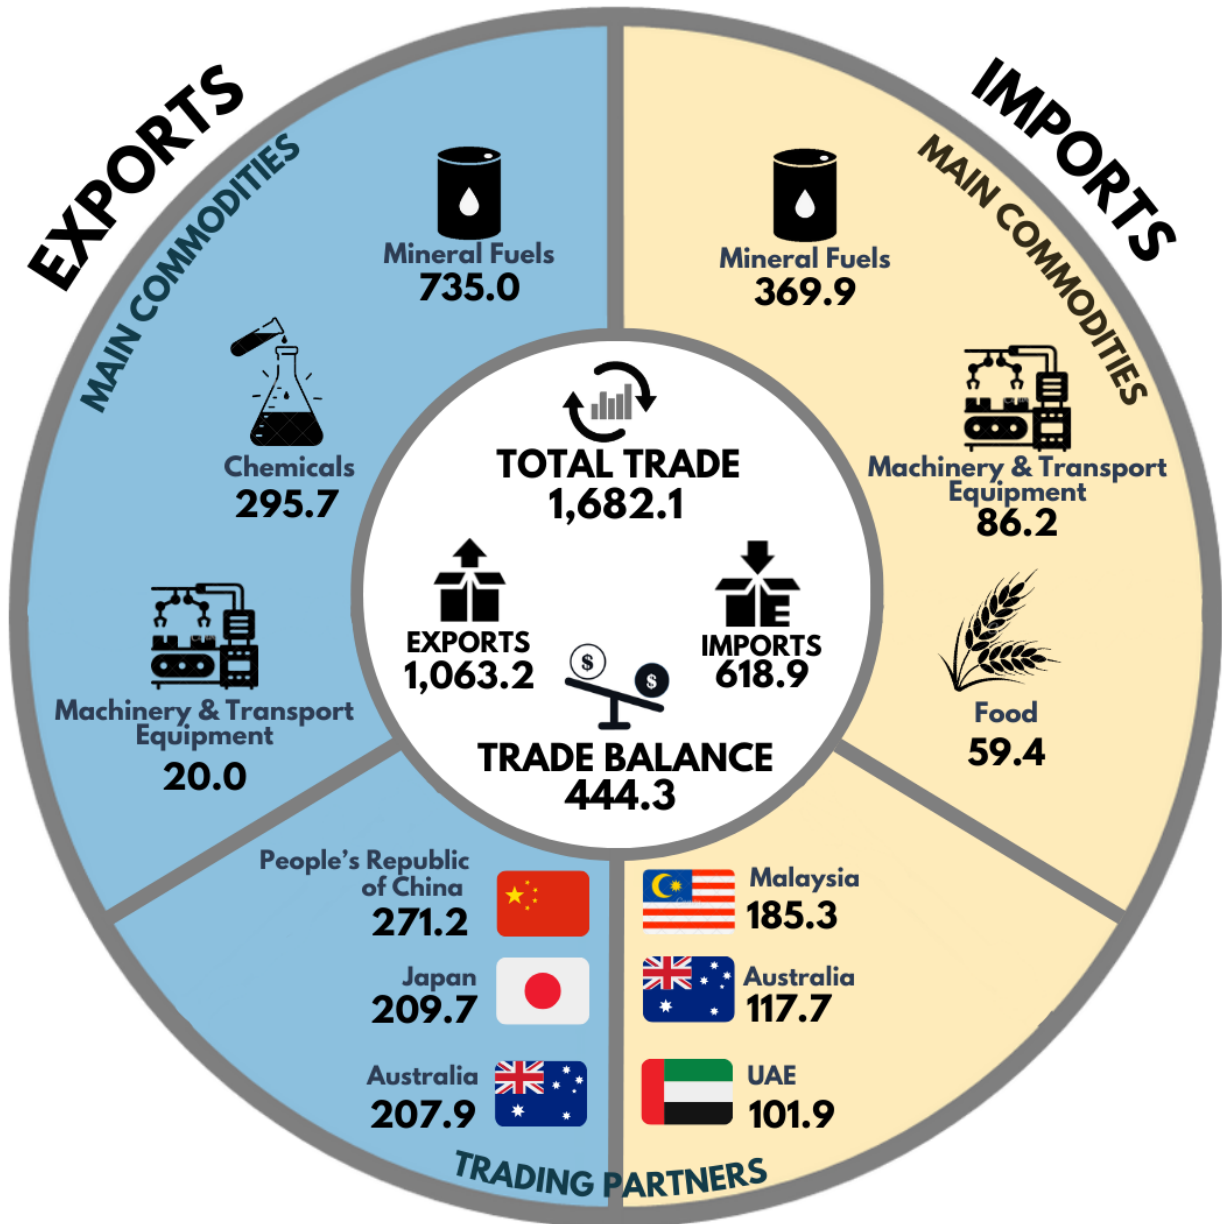 EXPORTS
MAIN COMMODITIES
Mineral Fuels
735.0
Chemicals
295.7
Machinery & Transport
Equipment
20.0
IMPORTS
MAIN COMMODITIES
Mineral Fuels
369.9
Machinery & Transport
Equipment
86.2
Food
59.4
TOTAL TRADE
1,682.1
EXPORTS
1,063.2
IMPORTS
618.9
$
$
TRADE BALANCE
444.3
People's Republic
of China
271.2
Japan
209.7
Australia
207.9
Malaysia
185.3
Australia
117.7
UAE
101.9
TRADING PARTNERS